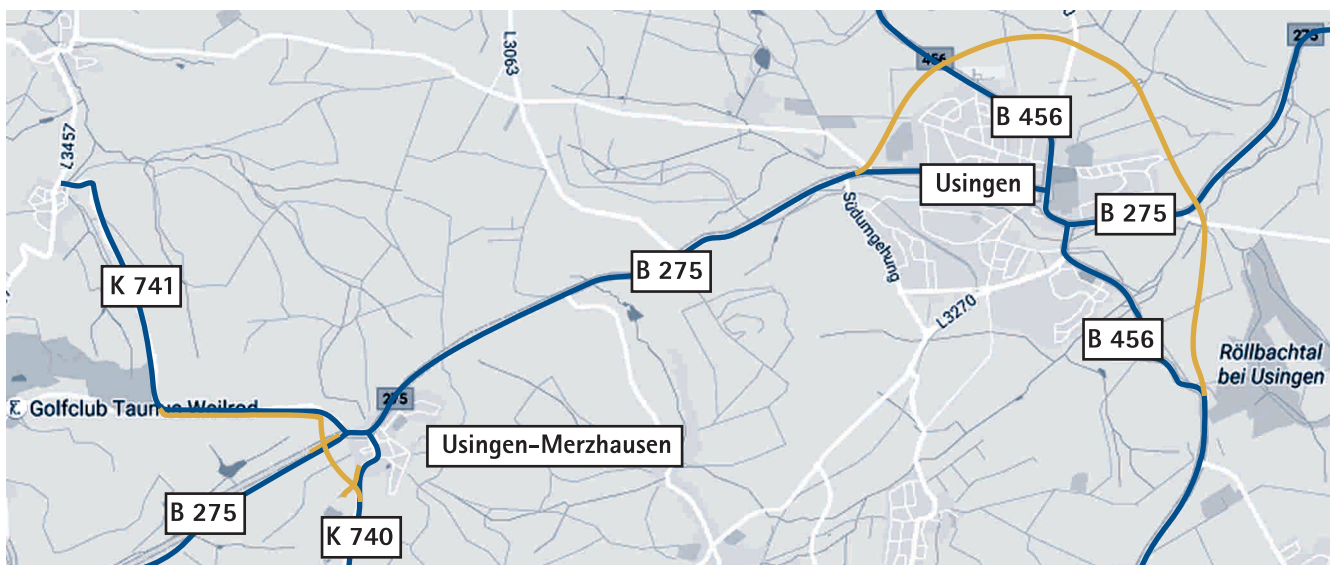 275
L3063
456
B 456
L3457
Usingen
B 275
Südumgehung
B 275
K 741
L3270
B 456
Röllbachtal
bei Usingen
275
Golfclub Taunus Weilrod
Usingen-Merzhausen
B 275
K 740